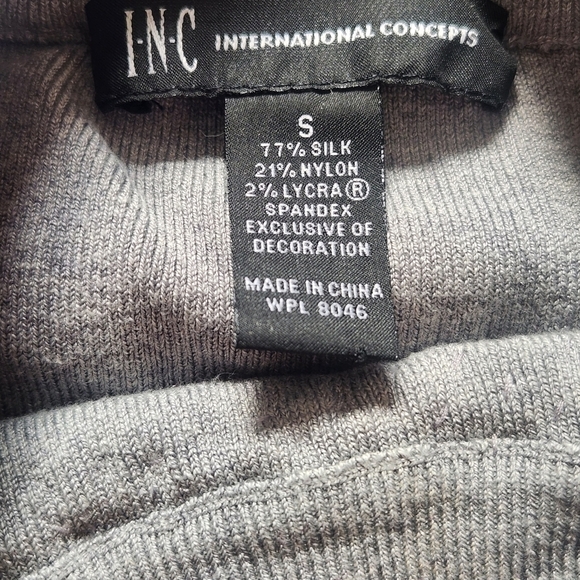 I·N·C INTERNATIONAL CONCEPTS
S
77% SILK
21% NYLON
2% LYCRA®
SPANDEX
EXCLUSIVE OF
DECORATION
MADE IN CHINA
WPL 8046